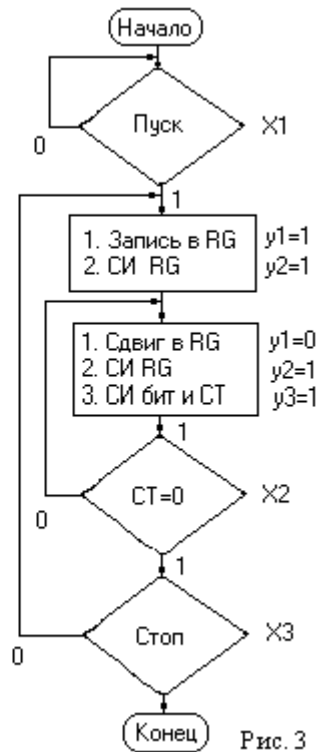 Начало
Пуск
X1
0
1
1. Запись в RG
y1=1
2. СИ RG
y2=1
1. Сдвиг в RG
y1=0
2. СИ RG
y2=1
3. СИ бит и СТ
y3=1
1
СТ=0
X2
0
1
Стоп
X3
0
Конец
Рис. 3